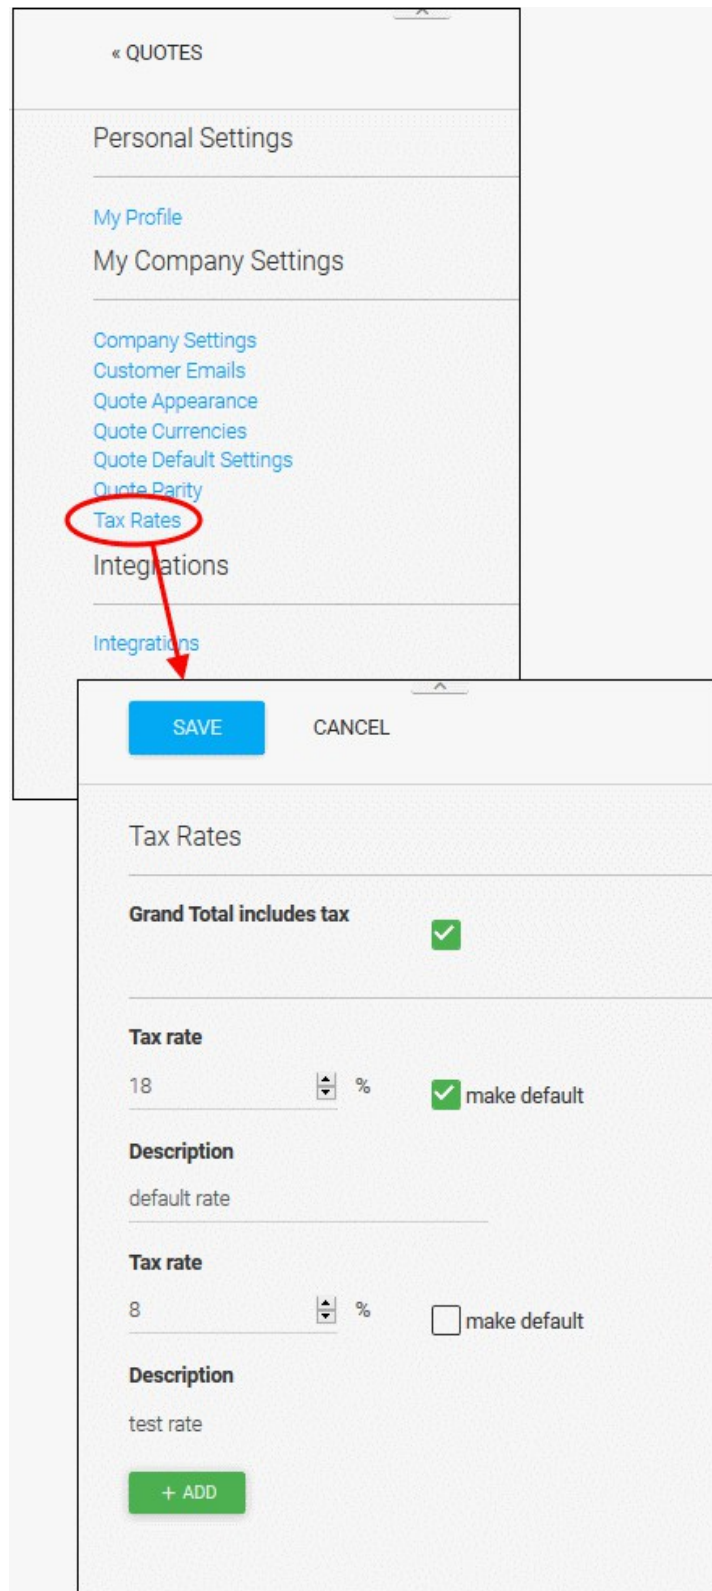 « QUOTES
Personal Settings
My Profile
My Company Settings
Company Settings
Customer Emails
Quote Appearance
Quote Currencies
Quote Default Settings
Quote Parity
Tax Rates
Integrations
Integrations
SAVE CANCEL
Tax Rates
Grand Total includes tax
Tax rate
18 % make default
Description
default rate
Tax rate
8 % make default
Description
test rate
+ ADD